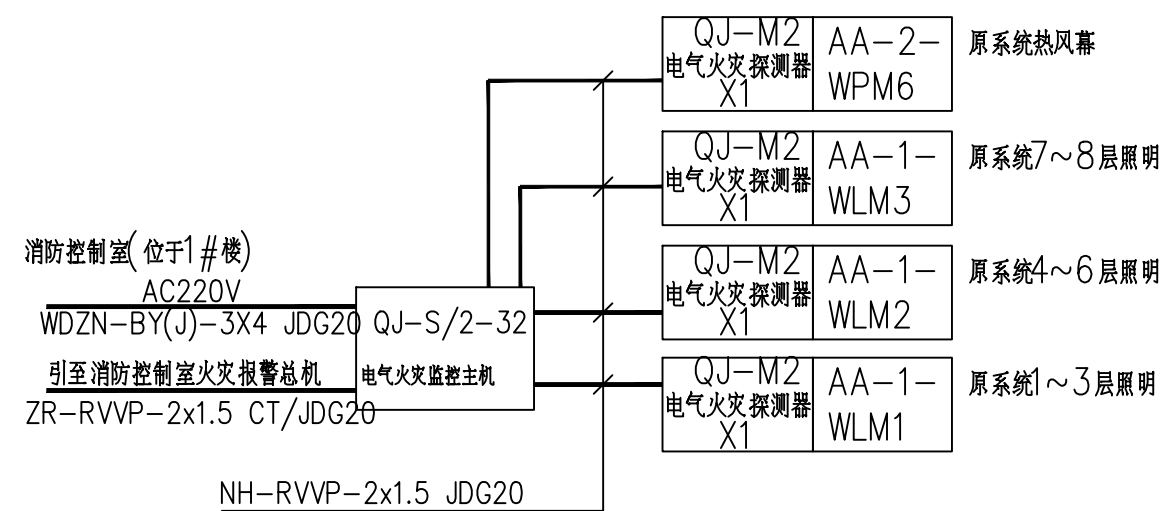 QJ-M2
电气火灾探测器
X1
AA-2-
WPM6
原系统热风幕
QJ-M2
电气火灾探测器
X1
AA-1-
WLM3
原系统7~8层照明
消防控制室(位于1#楼)
AC220V
WDZN-BY(J)-3X4 JDG20
QJ-S/2-32
电气火灾监控主机
引至消防控制室火灾报警总机
ZR-RVVP-2x1.5 CT/JDG20
QJ-M2
电气火灾探测器
X1
AA-1-
WLM2
原系统4~6层照明
QJ-M2
电气火灾探测器
X1
AA-1-
WLM1
原系统1~3层照明
NH-RVVP-2x1.5 JDG20